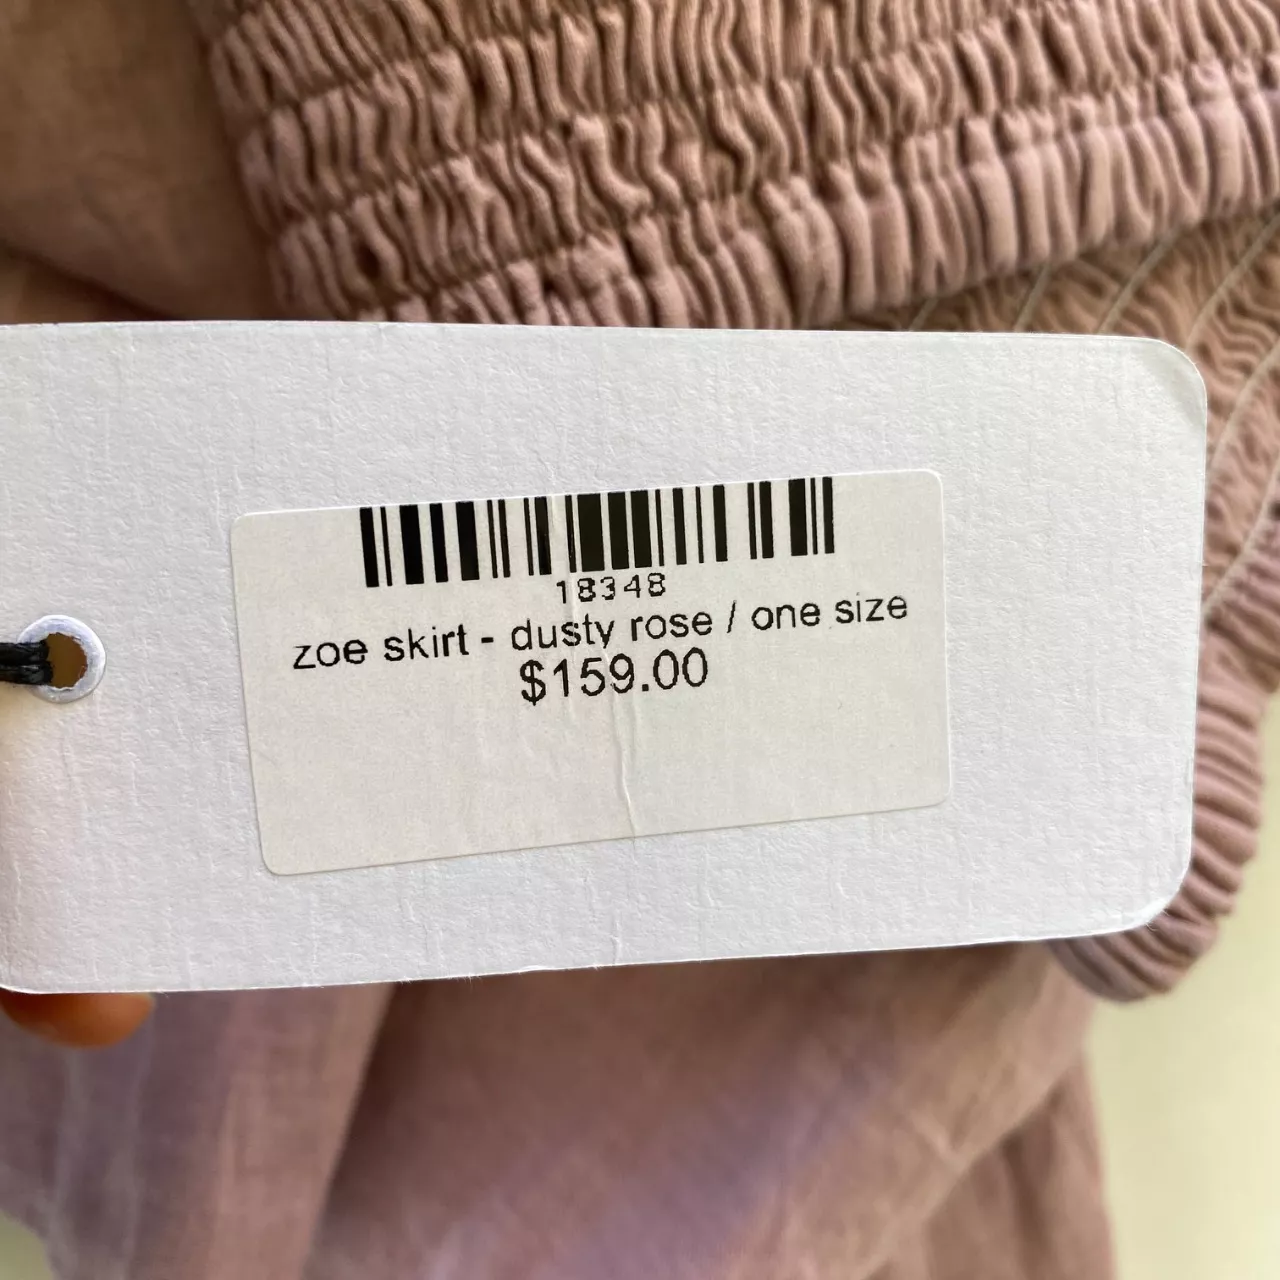 18348
zoe skirt - dusty rose / one size
$159.00